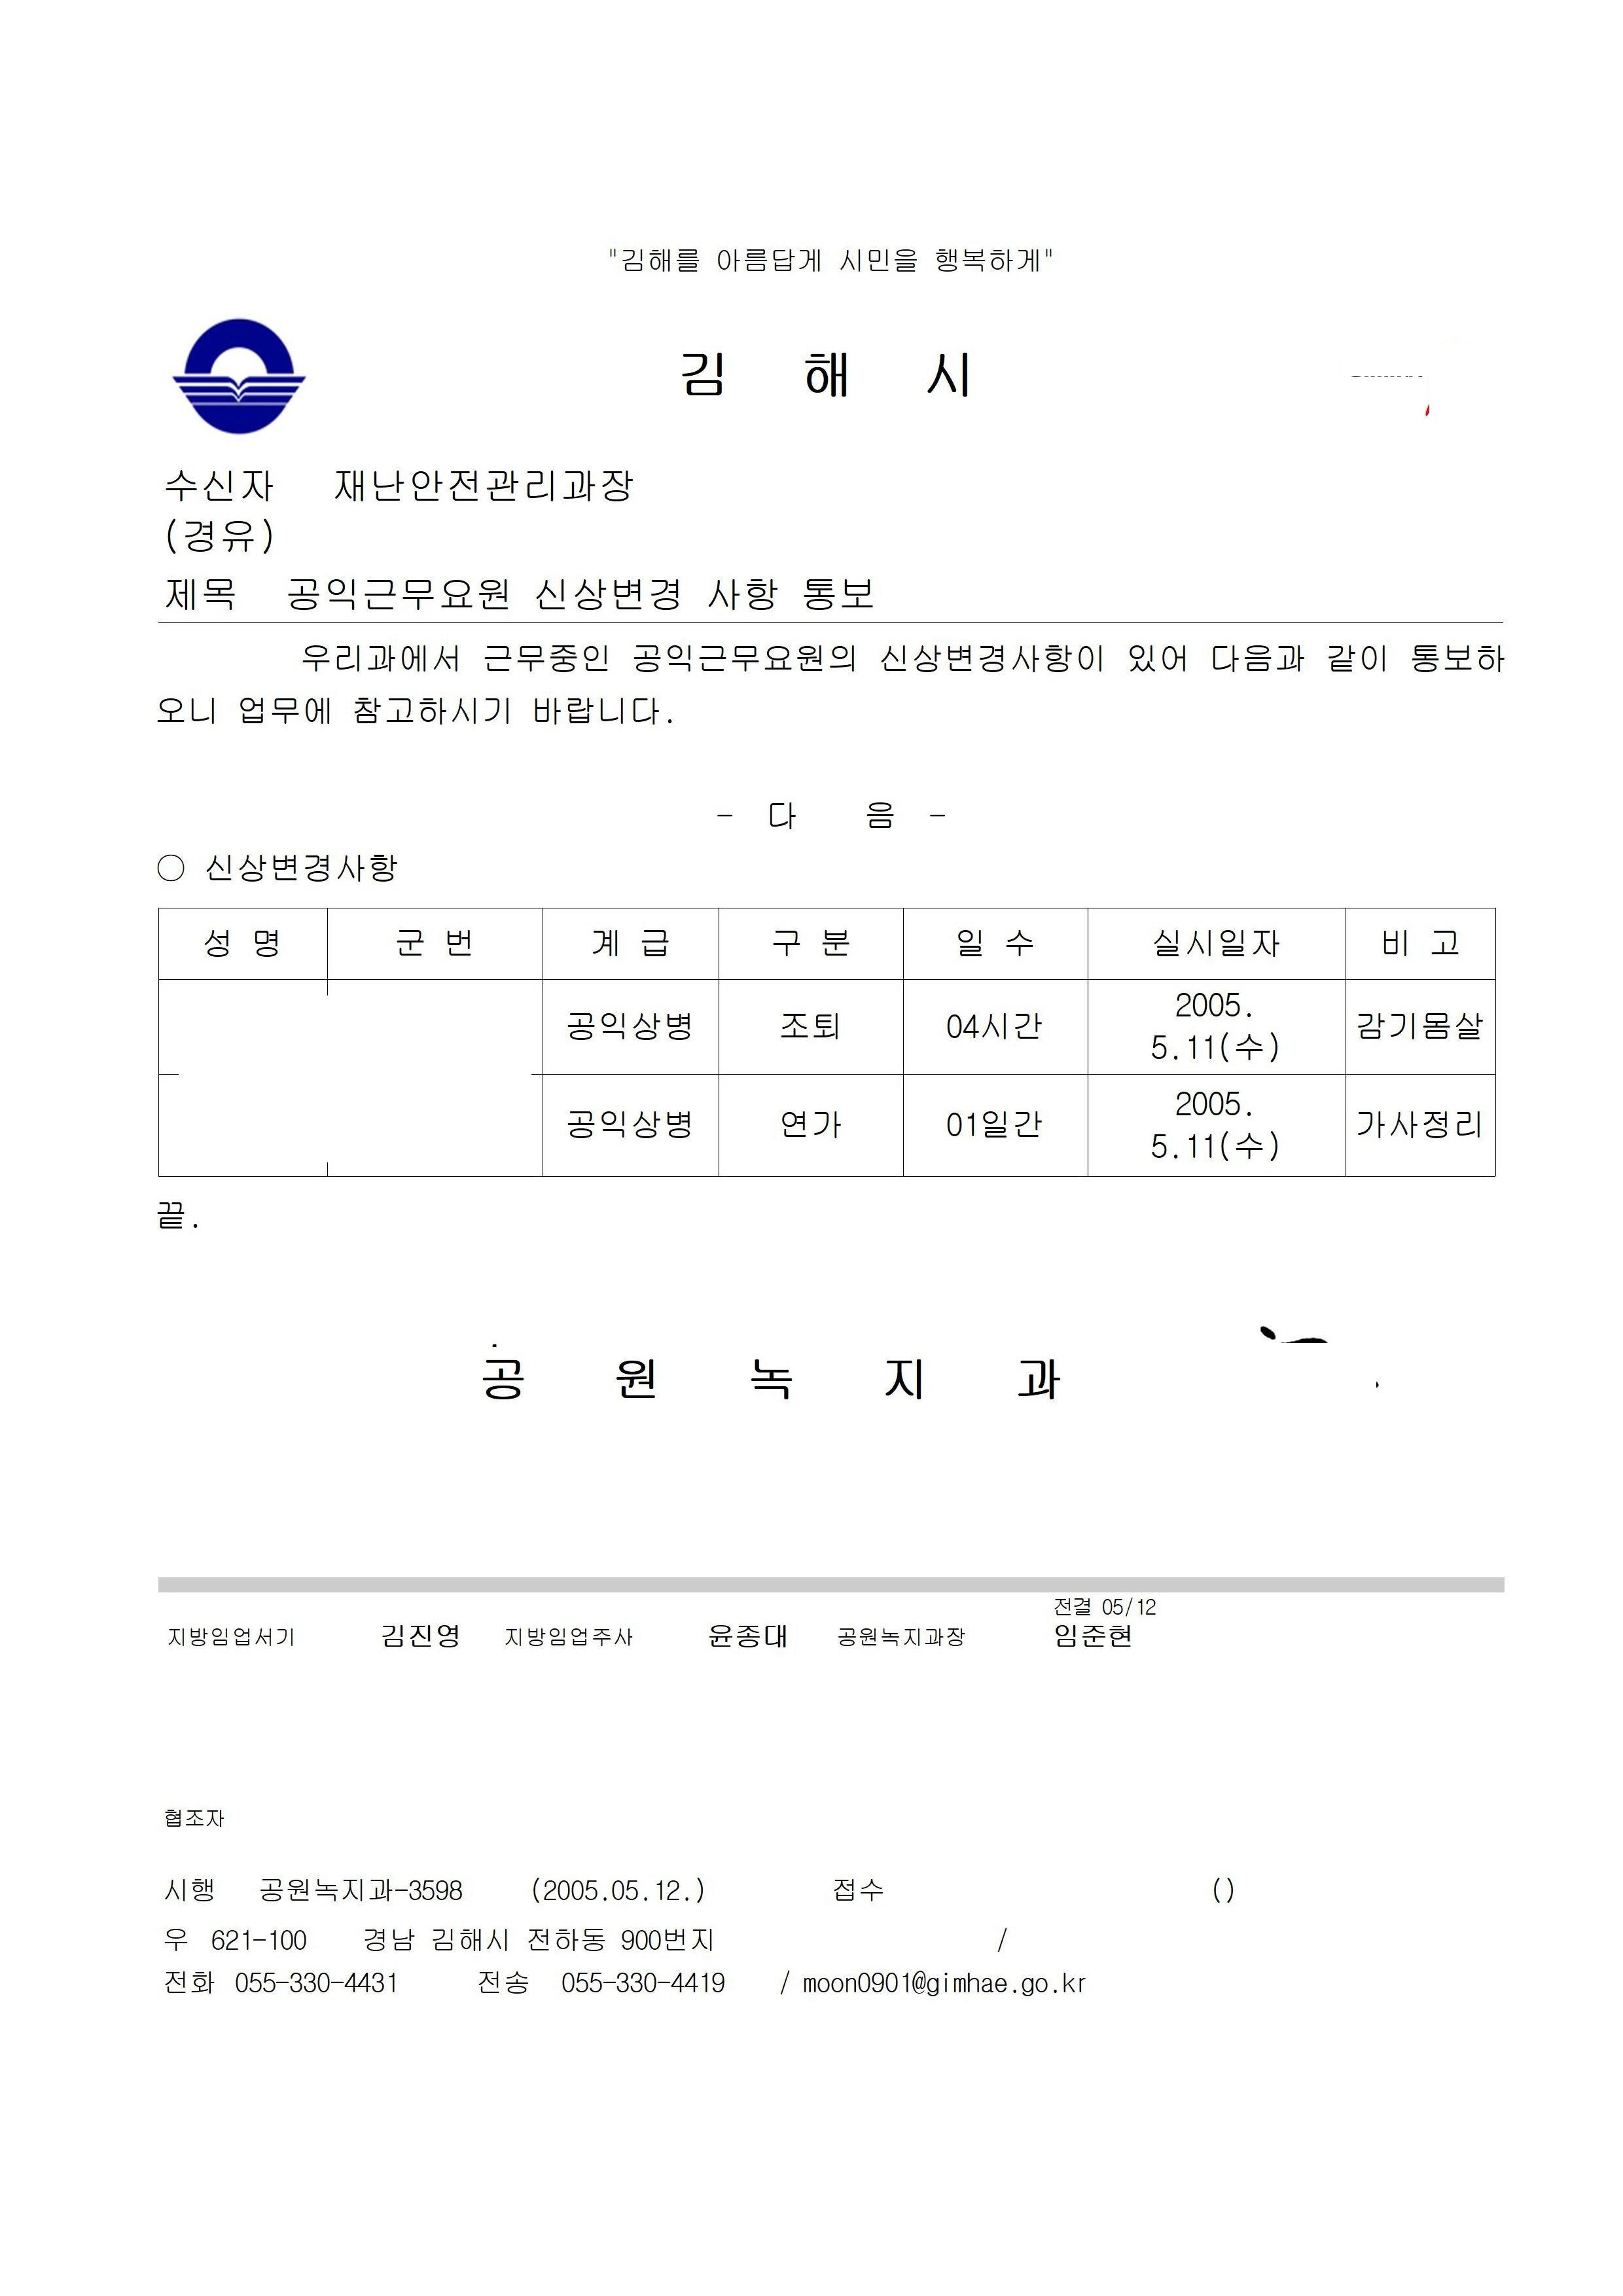 "김해를 아름답게 시민을 행복하게"
김 해 시
수신자 재난안전관리과장
(경유)
제목 공익근무요원 신상변경 사항 통보
우리과에서 근무중인 공익근무요원의 신상변경사항이 있어 다음과 같이 통보하
오니 업무에 참고하시기 바랍니다.
- 다 음 -
○ 신상변경사항
성 명 군 번 계 급 구 분 일 수 실시일자 비 고
공익상병 조퇴 04시간 2005. 5.11(수) 감기몸살
공익상병 연가 01일간 2005. 5.11(수) 가사정리
끝.
공 원 녹 지 과
전결 05/12
지방임업서기 김진영 지방임업주사 윤종대 공원녹지과장 임준현
협조자
시행 공원녹지과-3598 (2005.05.12.) 접수 ()
우 621-100 경남 김해시 전하동 900번지 /
전화 055-330-4431 전송 055-330-4419 / moon0901@gimhae.go.kr